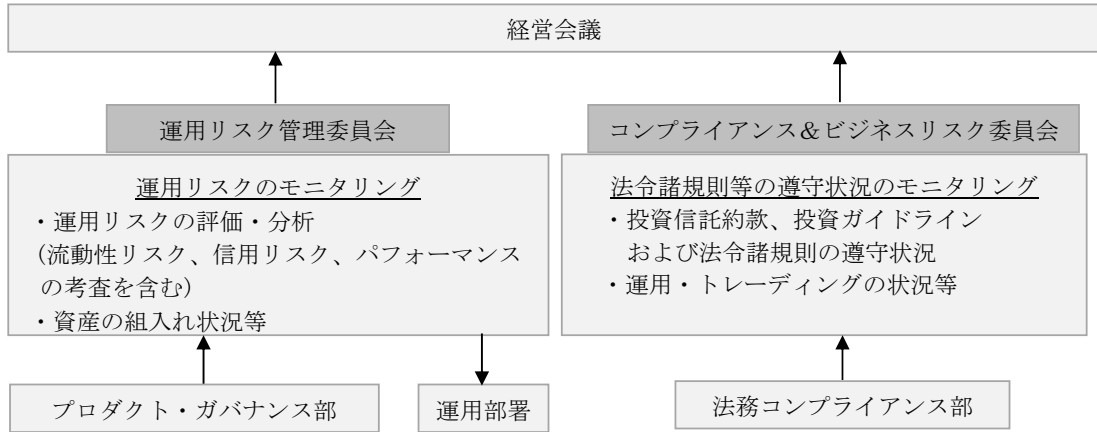 経営会議
運用リスク管理委員会
運用リスクのモニタリング
・運用リスクの評価・分析
(流動性リスク、信用リスク、パフォーマンス
の考査を含む)
・資産の組入れ状況等
コンプライアンス＆ビジネスリスク委員会
法令諸規則等の遵守状況のモニタリング
・投資信託約款、投資ガイドライン
および法令諸規則の遵守状況
・運用・トレーディングの状況等
プロダクト・ガバナンス部
運用部署
法務コンプライアンス部